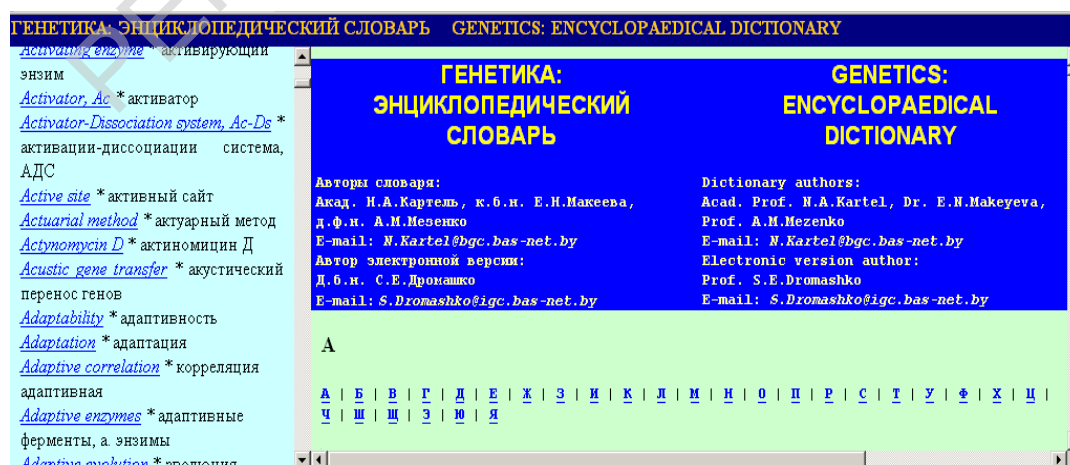 ГЕНЕТИКА: ЭНЦИКЛОПЕДИЧЕСКИЙ СЛОВАРЬ GENETICS: ENCYCLOPAEDICAL DICTIONARY
Activating enzyme * активирующий
энзим
Activator, Ac * активатор
Activator-Dissociation system, Ac-Ds *
активации-диссоциации система,
АДС
Active site * активный сайт
Actuarial method * актуарный метод
Actynomycin D * актиномицин Д
Acustic gene transfer * акустический
перенос генов
Adaptability * адаптивность
Adaptation * адаптация
Adaptive correlation * корреляция
адаптивная
Adaptive enzymes * адаптивные
ферменты, а. энзимы
Adaptive evolution * эволюция
ГЕНЕТИКА:
ЭНЦИКЛОПЕДИЧЕСКИЙ
СЛОВАРЬ
Авторы словаря:
Акад. Н.А.Картель, к.б.н. Е.Н.Макеева,
д.ф.н. А.М.Мезенко
E-mail: N.Kartel@bgc.bas-net.by
Автор электронной версии:
Д.б.н. С.Е.Дромашко
E-mail: S.Dromashko@igc.bas-net.by
GENETICS:
ENCYCLOPAEDICAL
DICTIONARY
Dictionary authors:
Acad. Prof. N.A.Kartel, Dr. E.N.Makeyeva,
Prof. A.M.Mezenko
E-mail: N.Kartel@bgc.bas-net.by
Electronic version author:
Prof. S.E.Dromashko
E-mail: S.Dromashko@igc.bas-net.by
А
А | Б | В | Г | Д | Е | Ж | З | И | К | Л | М | Н | О | П | Р | С | Т | У | Ф | Х | Ц |
Ч | Ш | Щ | Э | Ю | Я